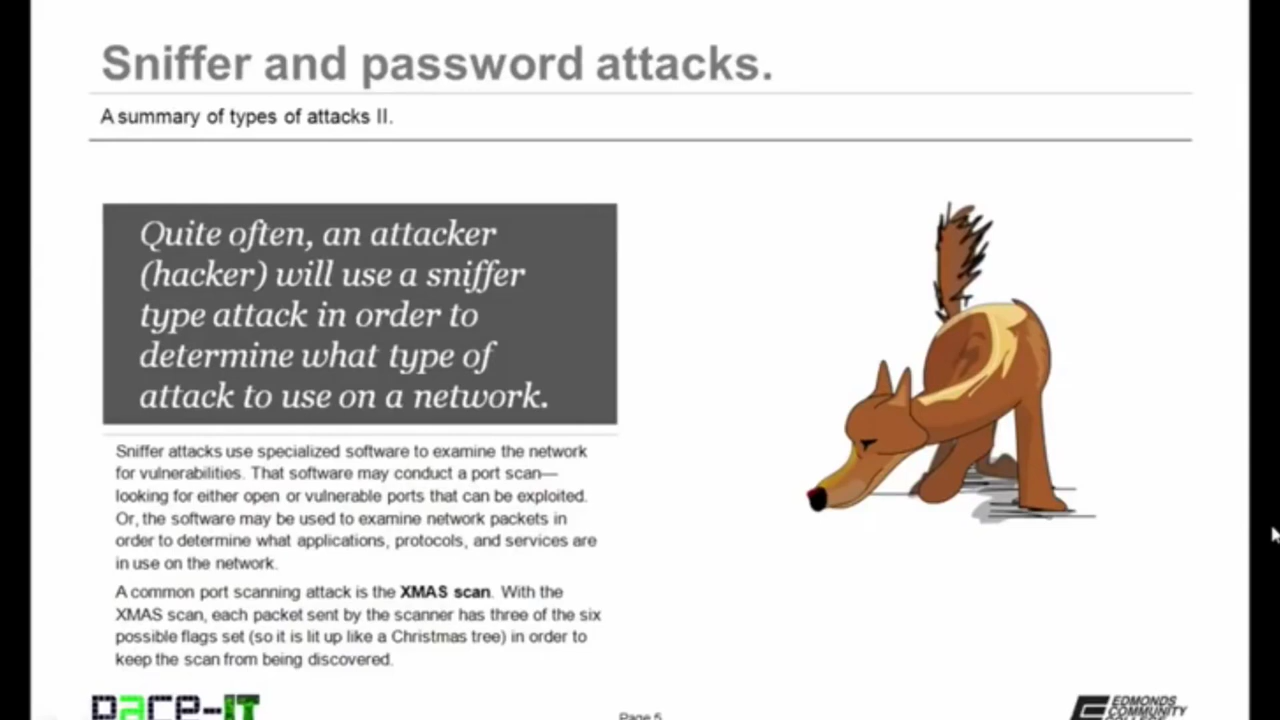 Sniffer and password attacks.
A summary of types of attacks II.
Quite often, an attacker
(hacker) will use a sniffer
type attack in order to
determine what type of
attack to use on a network.
Sniffer attacks use specialized software to examine the network
for vulnerabilities. That software may conduct a port scan—
looking for either open or vulnerable ports that can be exploited.
Or, the software may be used to examine network packets in
order to determine what applications, protocols, and services are
in use on the network.
A common port scanning attack is the XMAS scan. With the
XMAS scan, each packet sent by the scanner has three of the six
possible flags set (so it is lit up like a Christmas tree) in order to
keep the scan from being discovered.
PACE-IT
Page 5
EDMONDS
COMMUNITY